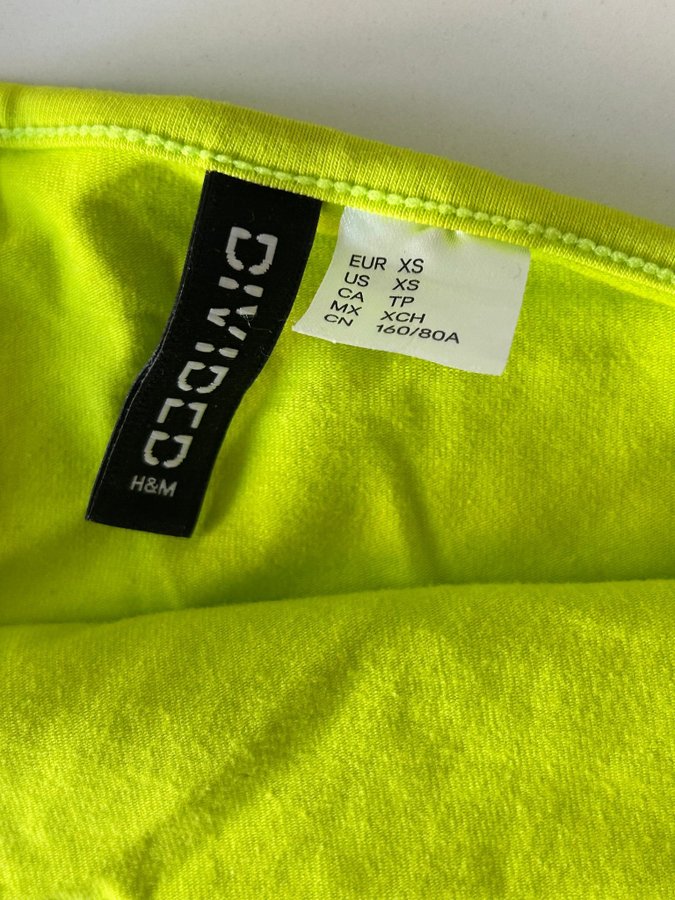 DIVIDED
H&M
EUR XS
US XS
CA TP
MX XCH
CN 160/80A